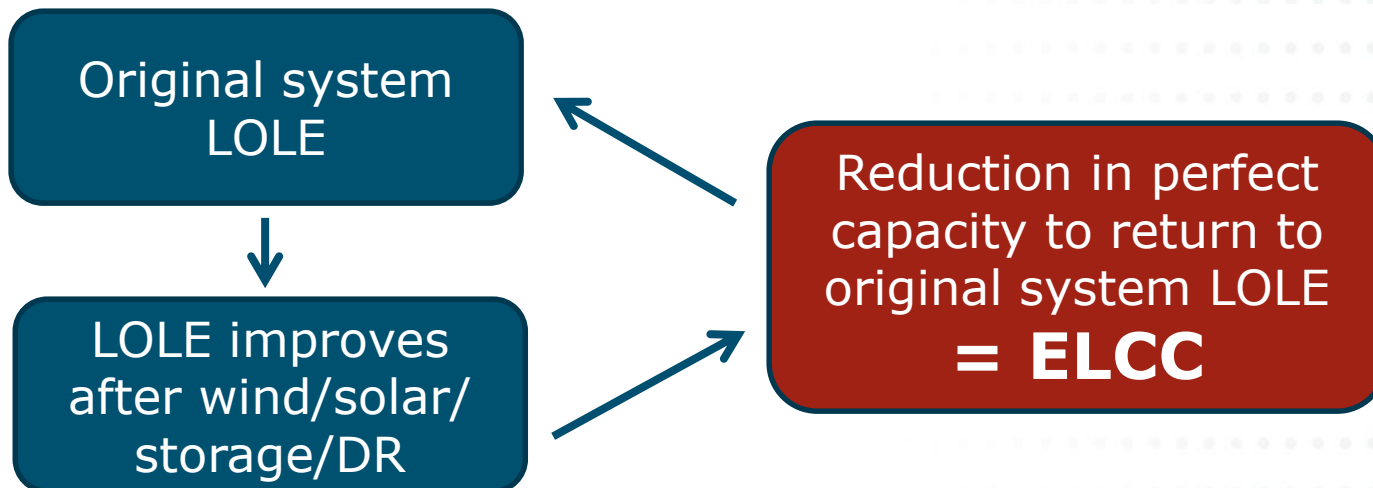 Original system
LOLE
LOLE improves
after wind/solar/
storage/DR
Reduction in perfect
capacity to return to
original system LOLE
= ELCC